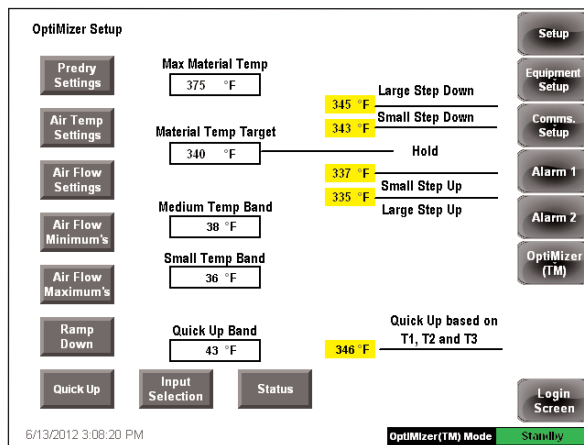 OptiMizer Setup
Setup
Predry
Settings
Max Material Temp
375 °F
Equipment
Setup
Large Step Down
345 °F
Small Step Down
343 °F
Air Temp
Settings
Material Temp Target
340 °F
Hold
Comms.
Setup
337 °F
Small Step Up
335 °F
Large Step Up
Air Flow
Settings
Alarm 1
Medium Temp Band
38 °F
Air Flow
Minimum's
Alarm 2
Small Temp Band
36 °F
Air Flow
Maximum's
OptiMizer
(TM)
Ramp
Down
Quick Up Band
43 °F
Quick Up based on
T1, T2 and T3
346 °F
Quick Up
Input
Selection
Status
Login
Screen
6/13/2012 3:08:20 PM
OptiMizer(TM) Mode
Standby